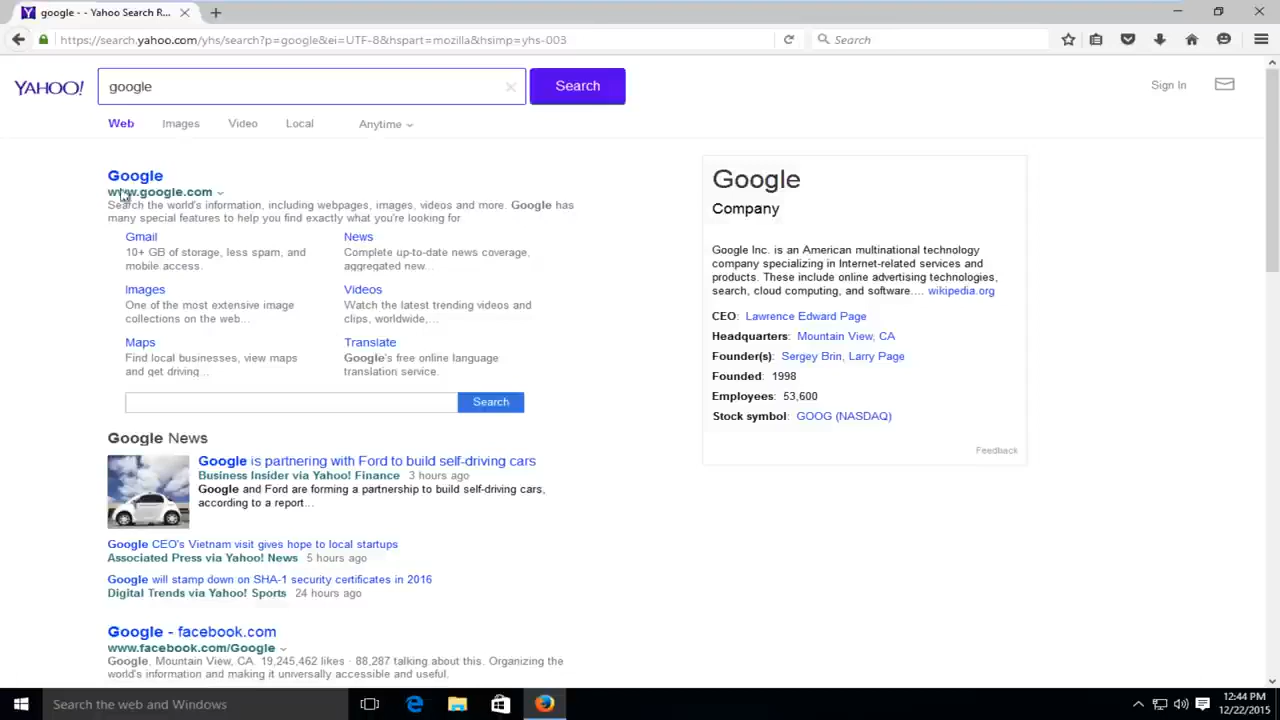 google - - Yahoo Search R...
https://search.yahoo.com/yhs/search?p=google&ei=UTF-8&hspart=mozilla&hsimp=yhs-003
Search
YAHOO!
google
Search
Sign In
Web Images Video Local Anytime
Google
www.google.com
Search the world's information, including webpages, images, videos and more. Google has
many special features to help you find exactly what you're looking for
Gmail
10+ GB of storage, less spam, and
mobile access.
News
Complete up-to-date news coverage,
aggregated new...
Images
One of the most extensive image
collections on the web...
Videos
Watch the latest trending videos and
clips, worldwide,...
Maps
Find local businesses, view maps
and get driving...
Translate
Google's free online language
translation service.
Search
Google News
Google is partnering with Ford to build self-driving cars
Business Insider via Yahoo! Finance 3 hours ago
Google and Ford are forming a partnership to build self-driving cars,
according to a report...
Google CEO's Vietnam visit gives hope to local startups
Associated Press via Yahoo! News 5 hours ago
Google will stamp down on SHA-1 security certificates in 2016
Digital Trends via Yahoo! Sports 24 hours ago
Google - facebook.com
www.facebook.com/Google
Google, Mountain View, CA. 19,245,462 likes · 88,287 talking about this. Organizing the
world's information and making it universally accessible and useful.
Google
Company
Google Inc. is an American multinational technology
company specializing in Internet-related services and
products. These include online advertising technologies,
search, cloud computing, and software.... wikipedia.org
CEO: Lawrence Edward Page
Headquarters: Mountain View, CA
Founder(s): Sergey Brin, Larry Page
Founded: 1998
Employees: 53,600
Stock symbol: GOOG (NASDAQ)
Feedback
Search the web and Windows
12:44 PM
12/22/2015